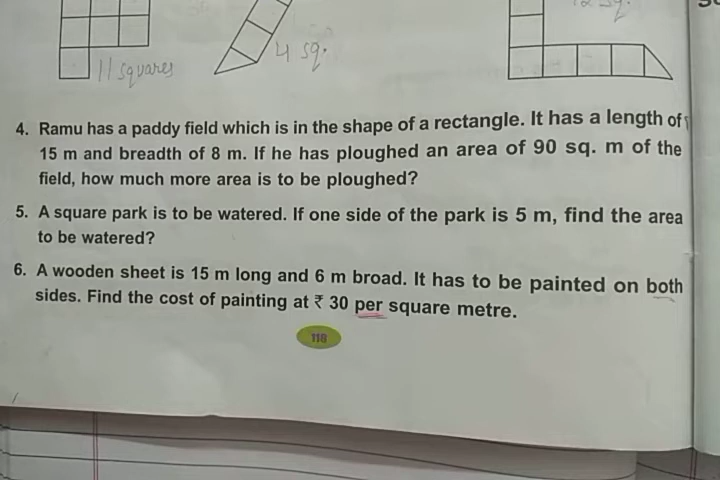 11 squares
4 sq.
4. Ramu has a paddy field which is in the shape of a rectangle. It has a length of
15 m and breadth of 8 m. If he has ploughed an area of 90 sq. m of the
field, how much more area is to be ploughed?
5. A square park is to be watered. If one side of the park is 5 m, find the area
to be watered?
6. A wooden sheet is 15 m long and 6 m broad. It has to be painted on both
sides. Find the cost of painting at ₹ 30 per square metre.